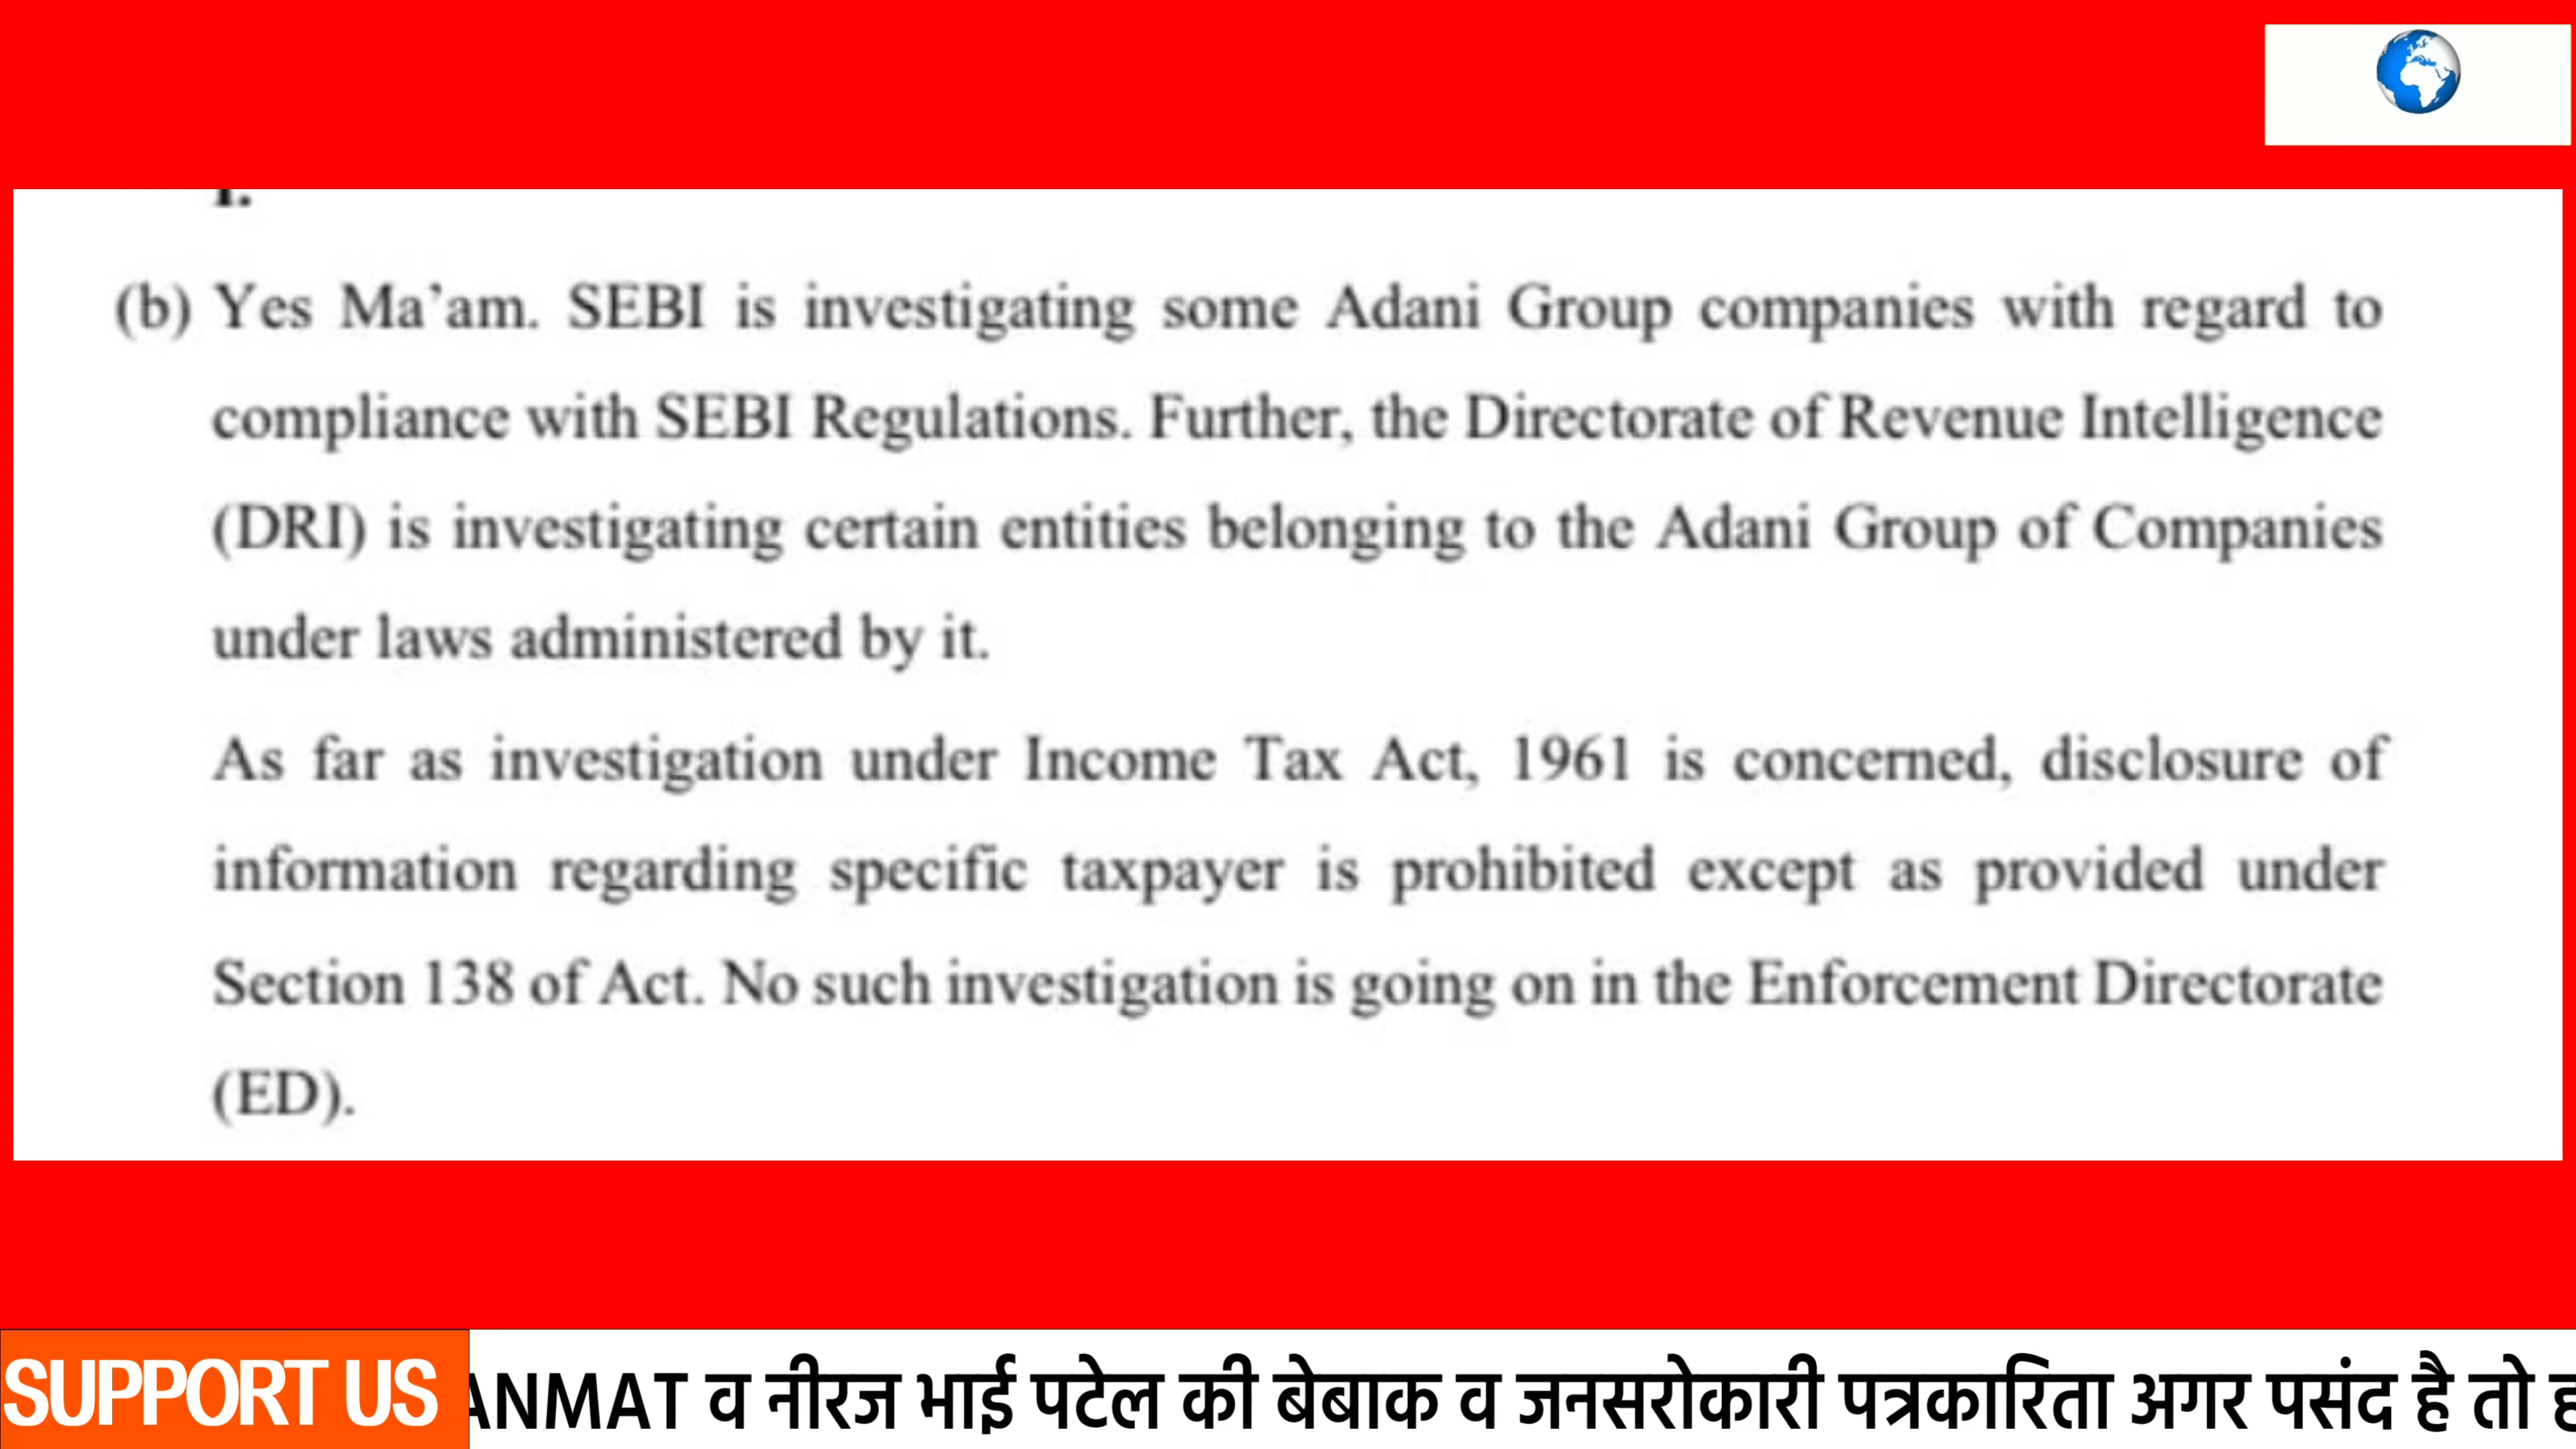 (b) Yes Ma’am. SEBI is investigating some Adani Group companies with regard to
compliance with SEBI Regulations. Further, the Directorate of Revenue Intelligence
(DRI) is investigating certain entities belonging to the Adani Group of Companies
under laws administered by it.
As far as investigation under Income Tax Act, 1961 is concerned, disclosure of
information regarding specific taxpayer is prohibited except as provided under
Section 138 of Act. No such investigation is going on in the Enforcement Directorate
(ED).
SUPPORT US ANMAT व नीरज भाई पटेल की बेबाक व जनसरोकारी पत्रकारिता अगर पसंद है तो